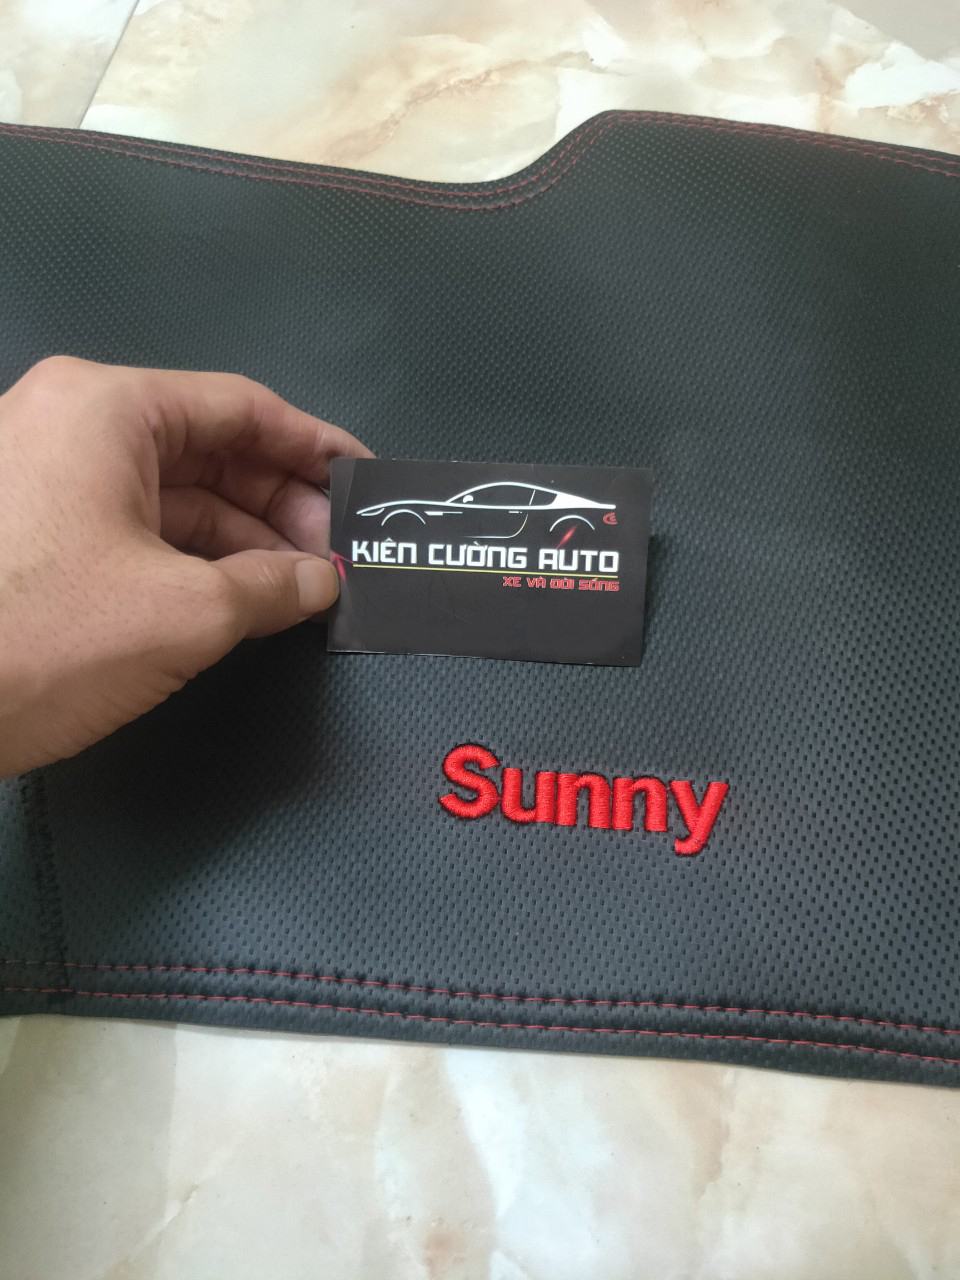 KIÊN CƯỜNG AUTO
XE VÀ ĐỜI SỐNG
Sunny